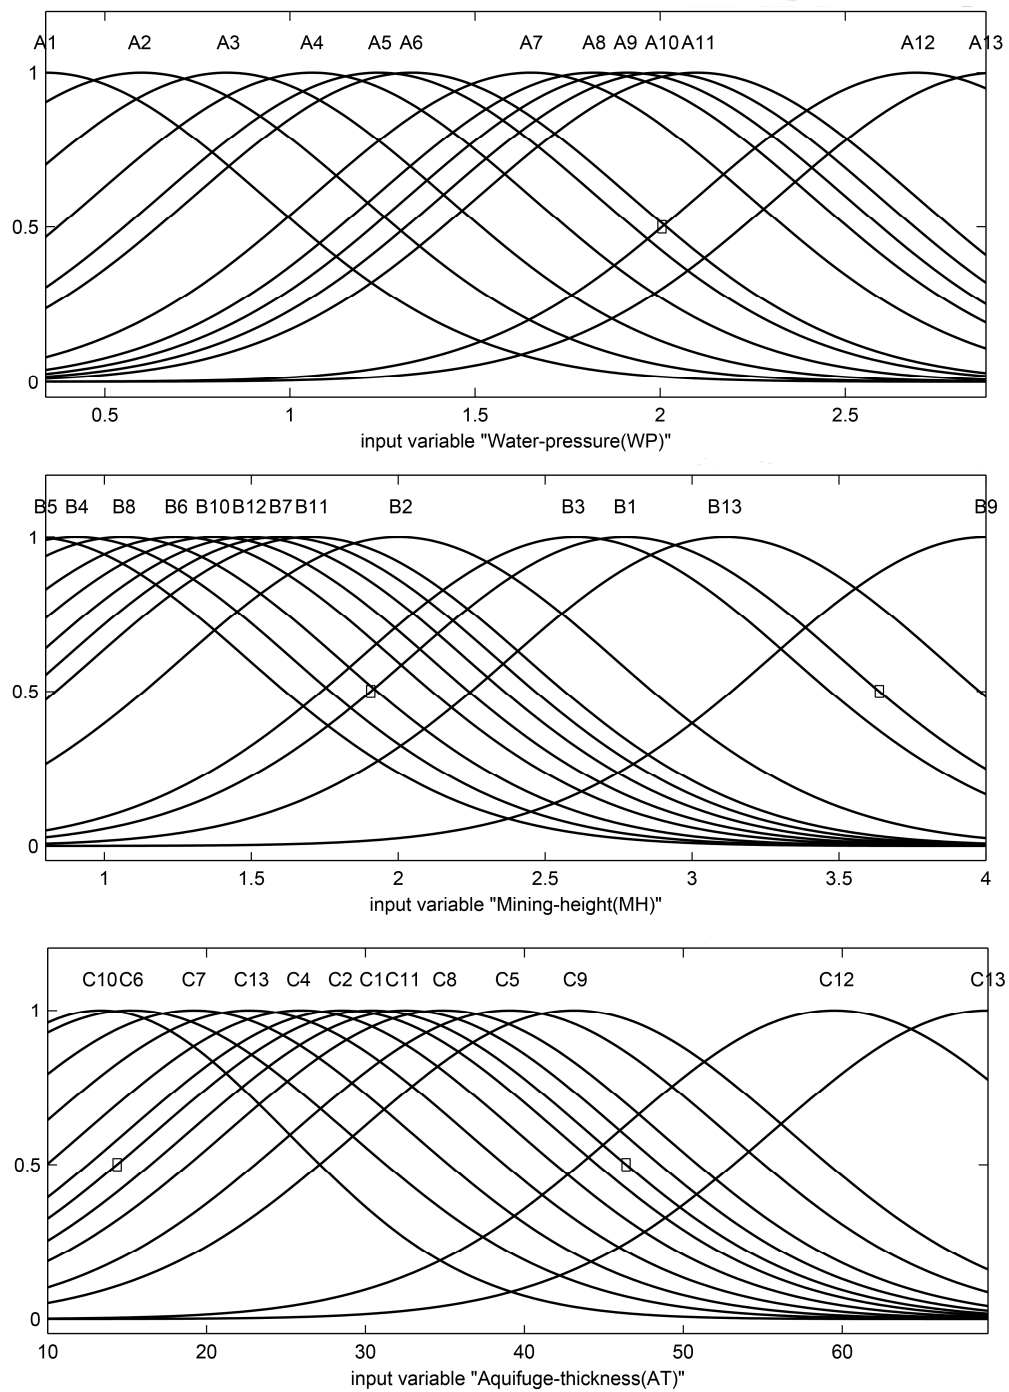 A1 A2 A3 A4 A5 A6 A7 A8 A9 A10 A11 A12 A13
1
0.5
0
0.5 1 1.5 2 2.5
input variable "Water-pressure(WP)"
B5 B4 B8 B6 B10 B12 B7 B11 B2 B3 B1 B13 B9
1
0.5
0
1 1.5 2 2.5 3 3.5 4
input variable "Mining-height(MH)"
C10 C6 C7 C13 C4 C2 C1 C11 C8 C5 C9 C12 C13
1
0.5
0
10 20 30 40 50 60
input variable "Aquifuge-thickness(AT)"